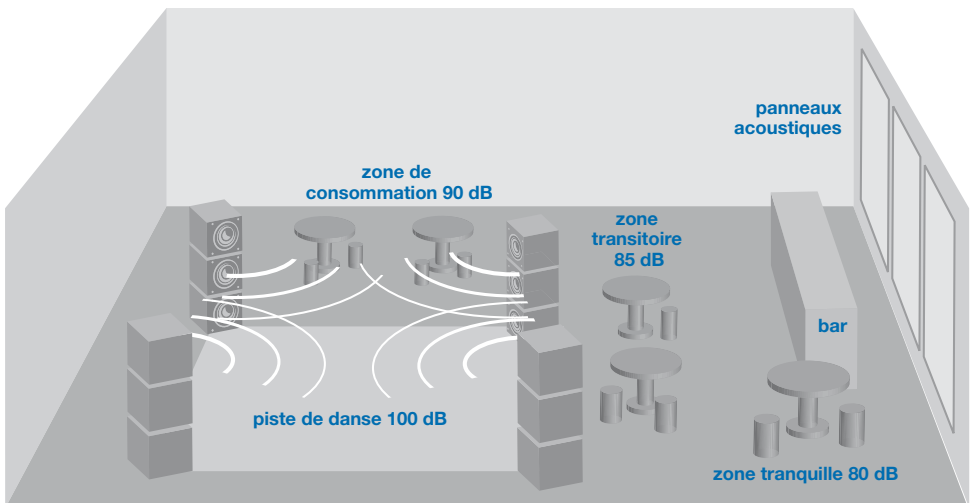 panneaux
acoustiques
zone de
consommation 90 dB
zone
transitoire
85 dB
bar
piste de danse 100 dB
zone tranquille 80 dB